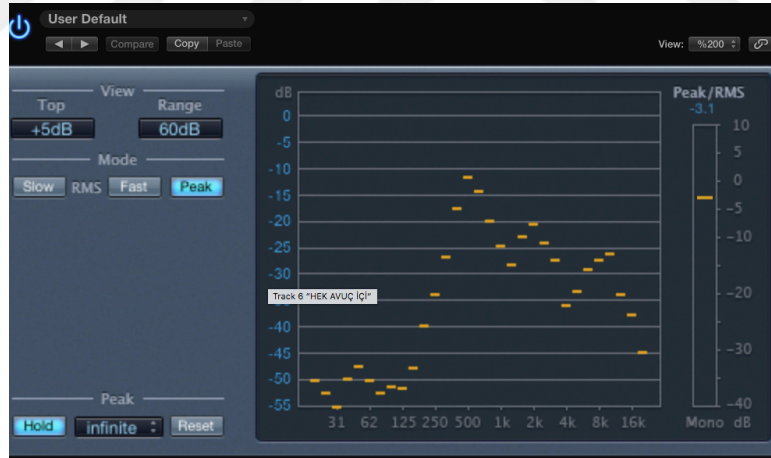 User Default
Compare Copy Paste
View: %200
View
Top Range
+5dB 60dB
Mode
Slow RMS Fast Peak
Peak
Hold infinite Reset
dB
0
-5
-10
-15
-20
-25
-30
Track 6 "HEK AVUÇ İÇİ"
-40
-45
-50
-55
31 62 125 250 500 1k 2k 4k 8k 16k
Peak/RMS
-3.1
10
5
0
-5
-10
-20
-30
-40
Mono dB